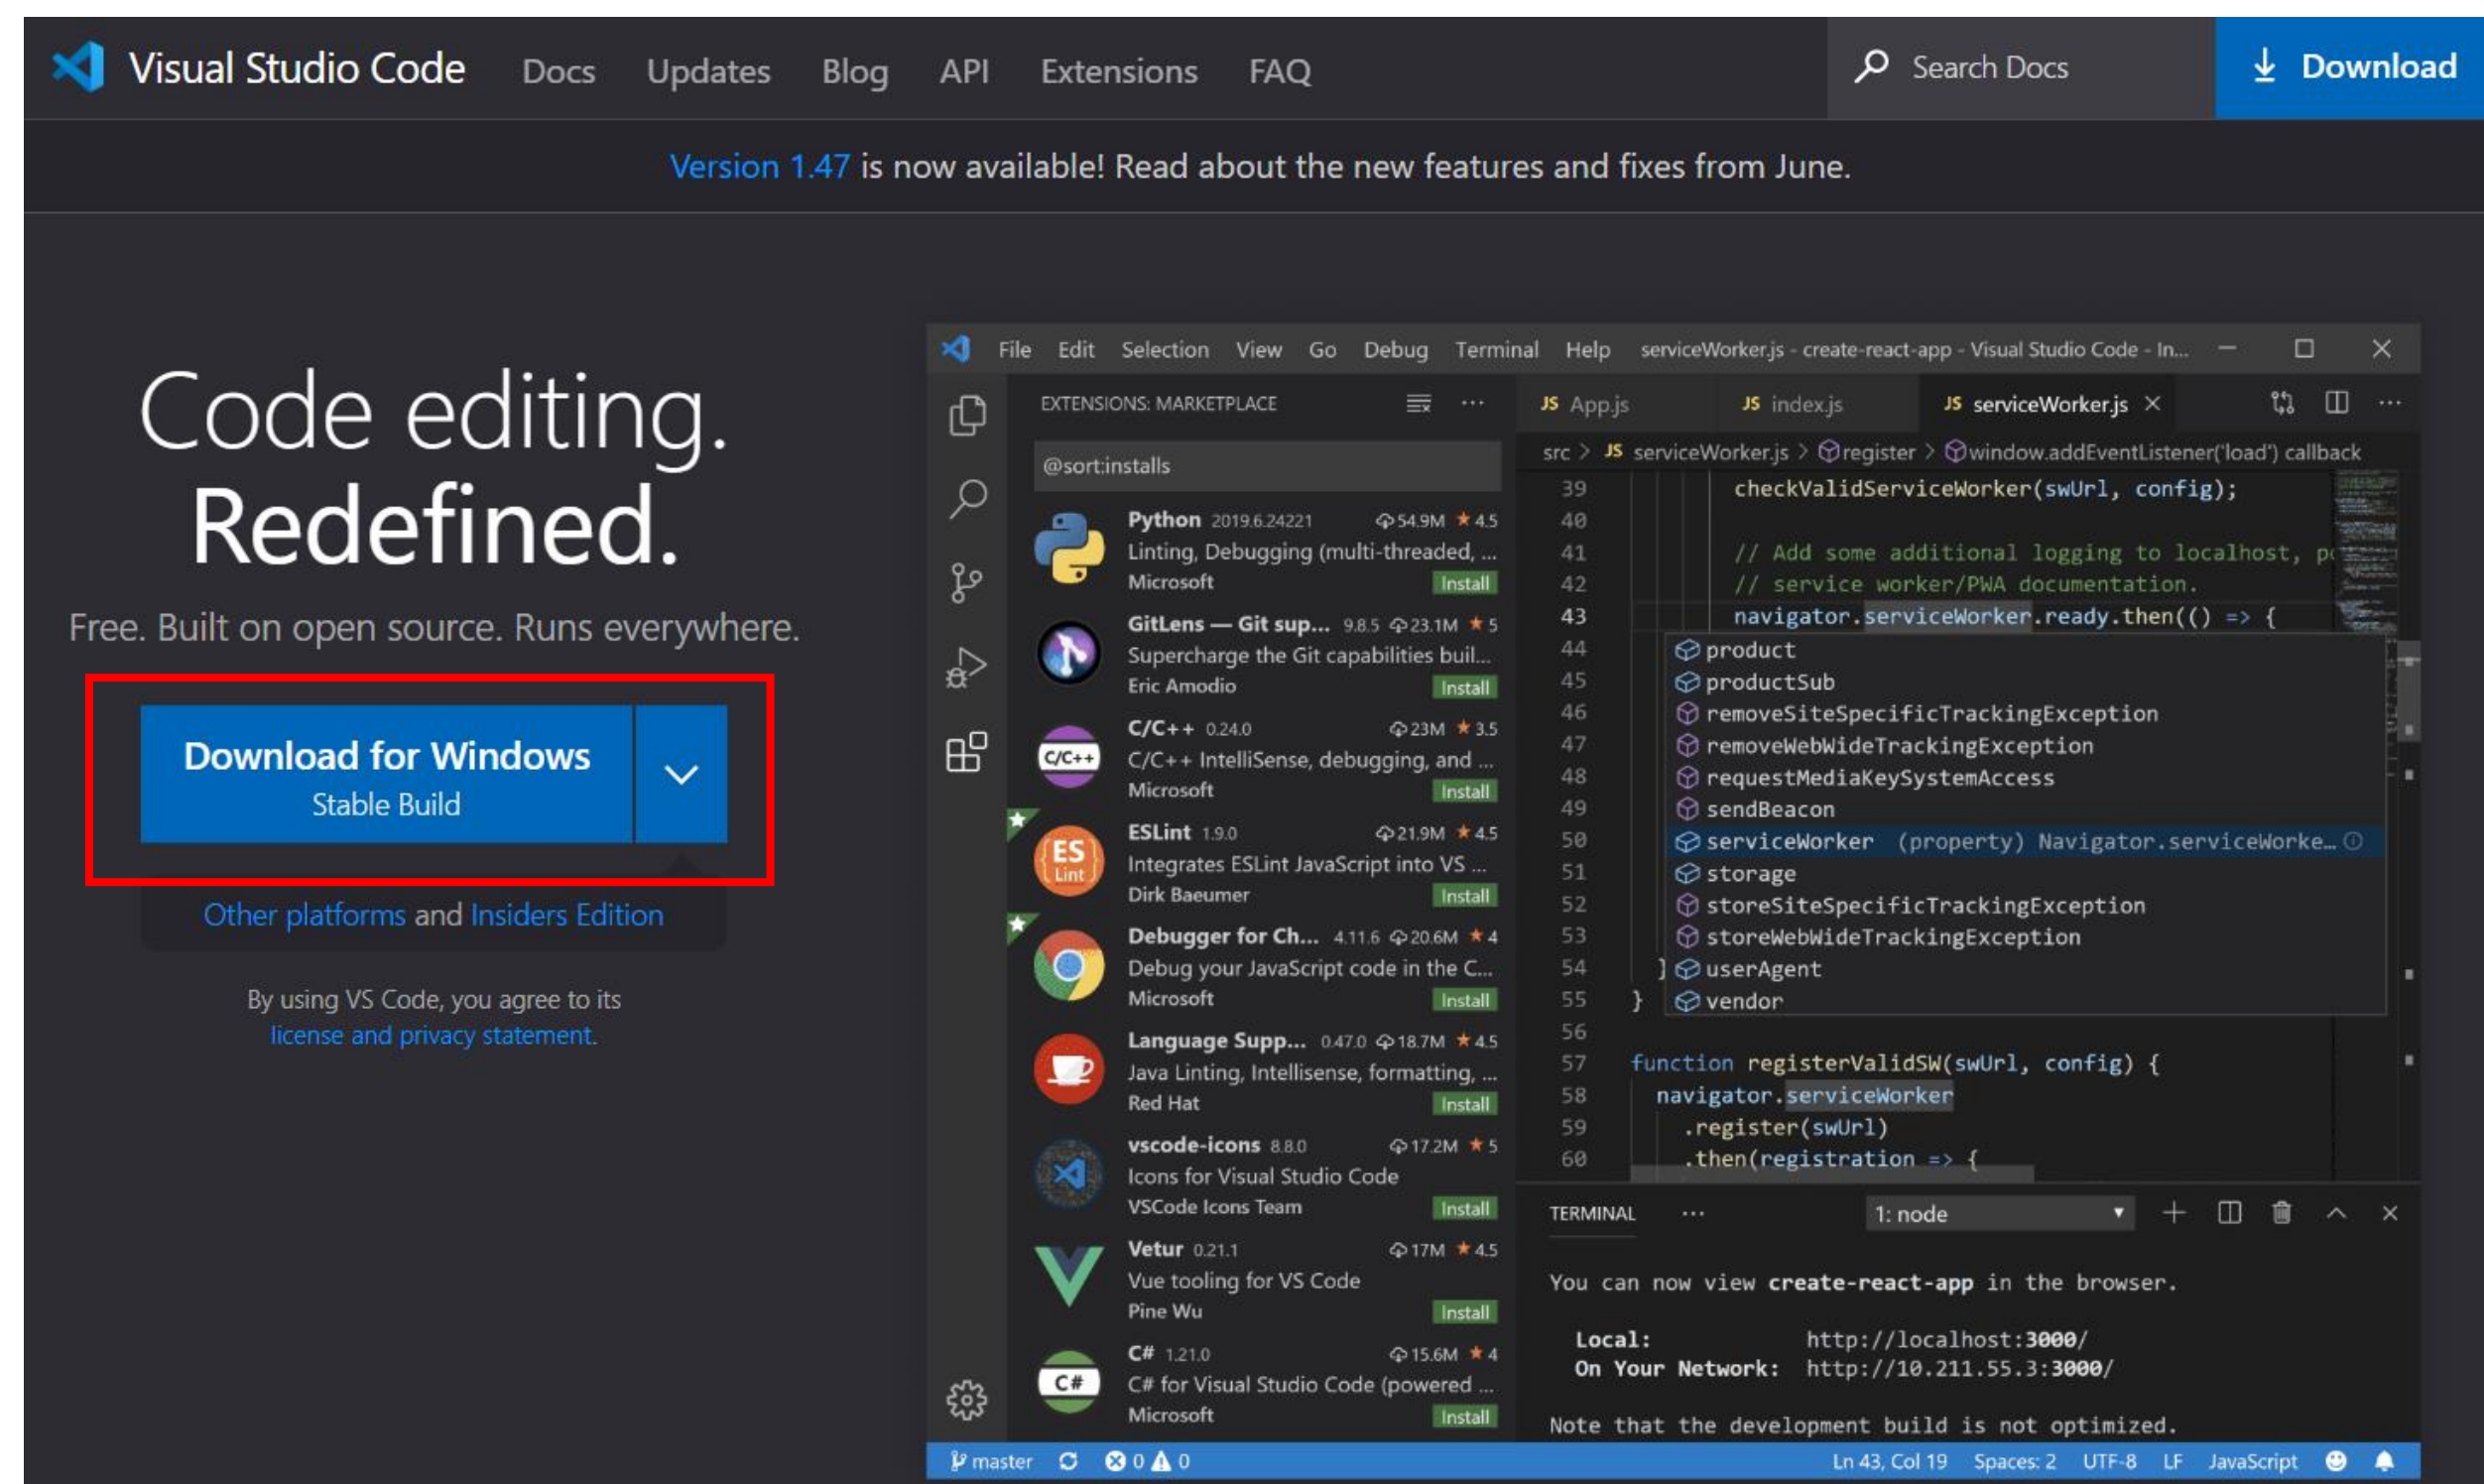 Visual Studio Code Docs Updates Blog API Extensions FAQ Search Docs Download
Version 1.47 is now available! Read about the new features and fixes from June.
Code editing.
Redefined.
Free. Built on open source. Runs everywhere.
Download for Windows
Stable Build
Other platforms and Insiders Edition
By using VS Code, you agree to its
license and privacy statement.
File Edit Selection View Go Debug Terminal Help serviceWorker.js - create-react-app - Visual Studio Code - In...
EXTENSIONS: MARKETPLACE
@sort:installs
Python 2019.6.24221 54.9M 4.5
Linting, Debugging (multi-threaded, ...
Microsoft Install
GitLens — Git sup... 9.8.5 23.1M 5
Supercharge the Git capabilities buil...
Eric Amodio Install
C/C++
C/C++ 0.24.0 23M 3.5
C/C++ IntelliSense, debugging, and ...
Microsoft Install
ES
Lint
ESLint 1.9.0 21.9M 4.5
Integrates ESLint JavaScript into VS ...
Dirk Baeumer Install
Debugger for Ch... 4.11.6 20.6M 4
Debug your JavaScript code in the C...
Microsoft Install
Language Supp... 0.47.0 18.7M 4.5
Java Linting, Intellisense, formatting, ...
Red Hat Install
vscode-icons 8.8.0 17.2M 5
Icons for Visual Studio Code
VSCode Icons Team Install
Vetur 0.21.1 17M 4.5
Vue tooling for VS Code
Pine Wu Install
C#
C# 1.21.0 15.6M 4
C# for Visual Studio Code (powered ...
Microsoft Install
JS App.js JS index.js JS serviceWorker.js
src > JS serviceWorker.js > register > window.addEventListener('load') callback
39 checkValidServiceWorker(swUrl, config);
40
41 // Add some additional logging to localhost, p
42 // service worker/PWA documentation.
43 navigator.serviceWorker.ready.then(() => {
44 product
45 productSub
46 removeSiteSpecificTrackingException
47 removeWebWideTrackingException
48 requestMediaKeySystemAccess
49 sendBeacon
50 serviceWorker (property) Navigator.serviceWorke…
51 storage
52 storeSiteSpecificTrackingException
53 storeWebWideTrackingException
54 } userAgent
55 } vendor
56
57 function registerValidSW(swUrl, config) {
58 navigator.serviceWorker
59 .register(swUrl)
60 .then(registration => {
TERMINAL ... 1: node
You can now view create-react-app in the browser.
Local: http://localhost:3000/
On Your Network: http://10.211.55.3:3000/
Note that the development build is not optimized.
master 0 0 Ln 43, Col 19 Spaces: 2 UTF-8 LF JavaScript